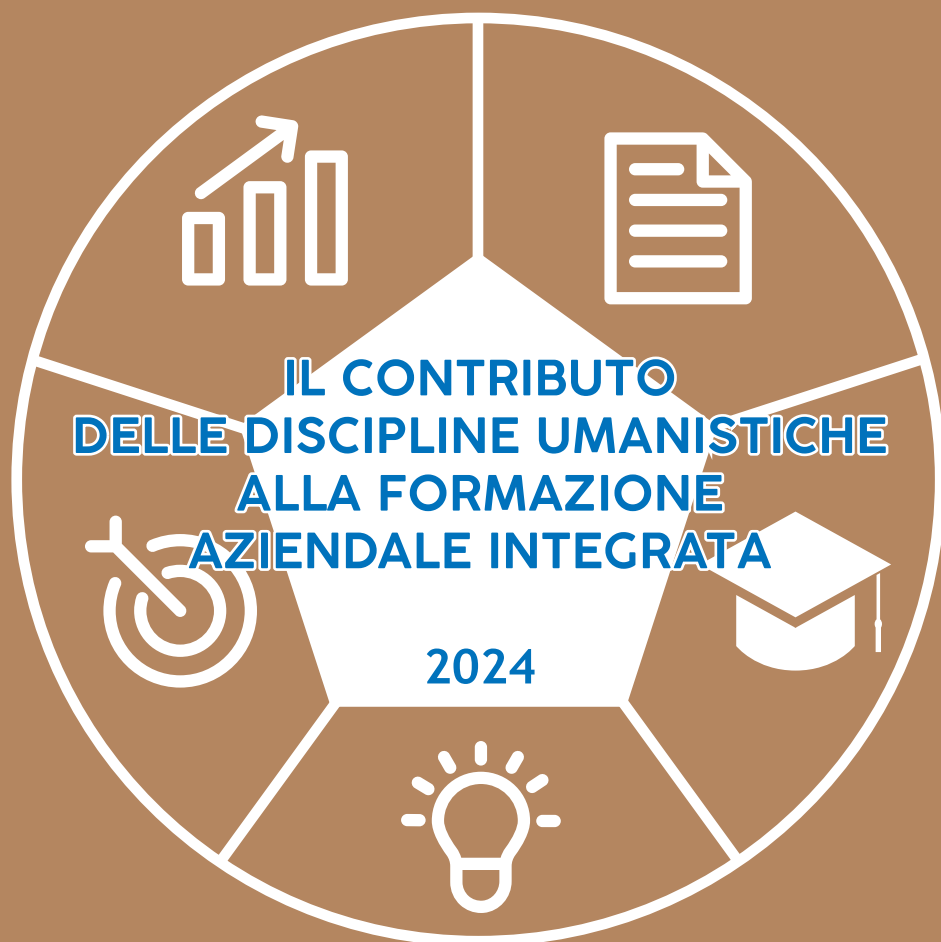 IL CONTRIBUTO
DELLE DISCIPLINE UMANISTICHE
ALLA FORMAZIONE
AZIENDALE INTEGRATA
2024